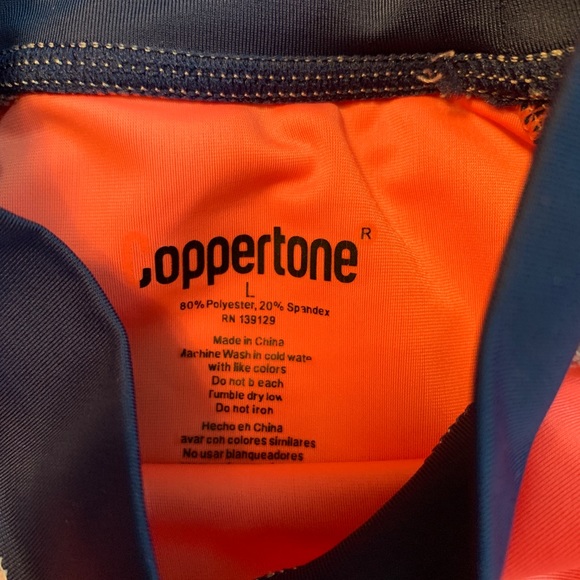 Coppertone R
L
80% Polyester, 20% Spandex
RN 139129
Made in China
Machine Wash in cold wate
with like colors
Do not b each
Tumble dry low
Do not iron
Hecho en China
avar con colores similares
No usar blanqueadores